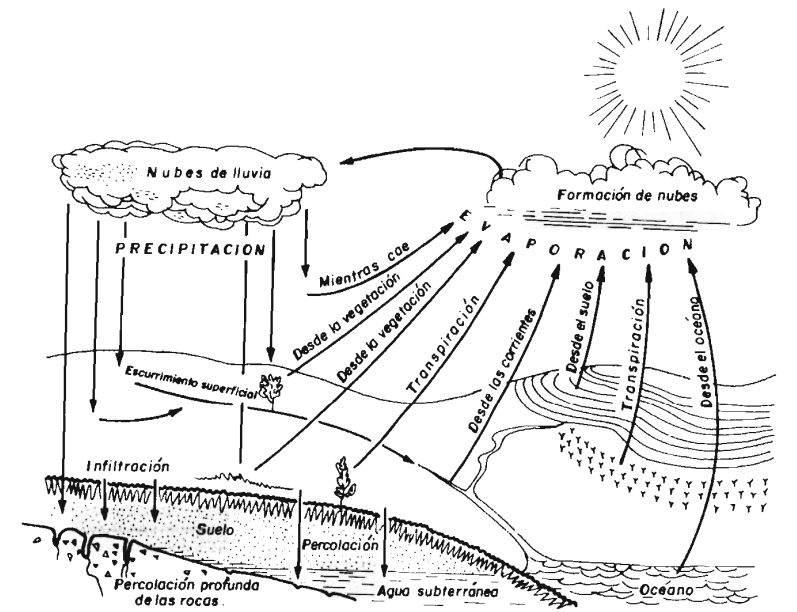 Nubes de lluvia
Formación de nubes
PRECIPITACION
EVAPORACION
Mientras cae
Desde la vegetación
Desde la vegetación
Transpiración
Desde las corrientes
Desde el suelo
Transpiración
Desde el océano
Escurrimiento superficial
Infiltración
Suelo
Percolación
Percolación profunda
de las rocas.
Agua subterránea
Océano